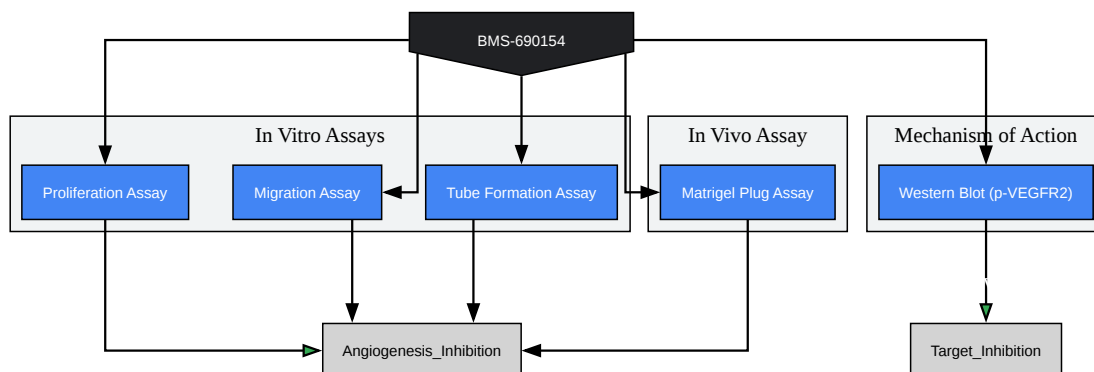 BMS-690154
In Vitro Assays
In Vivo Assay
Mechanism of Action
Proliferation Assay
Migration Assay
Tube Formation Assay
Matrigel Plug Assay
Western Blot (p-VEGFR2)
Angiogenesis_Inhibition
Target_Inhibition